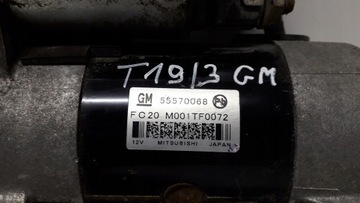 T19/3 GM
GM 55570068
FC20 M001TF0072
12V MITSUBISHI JAPAN